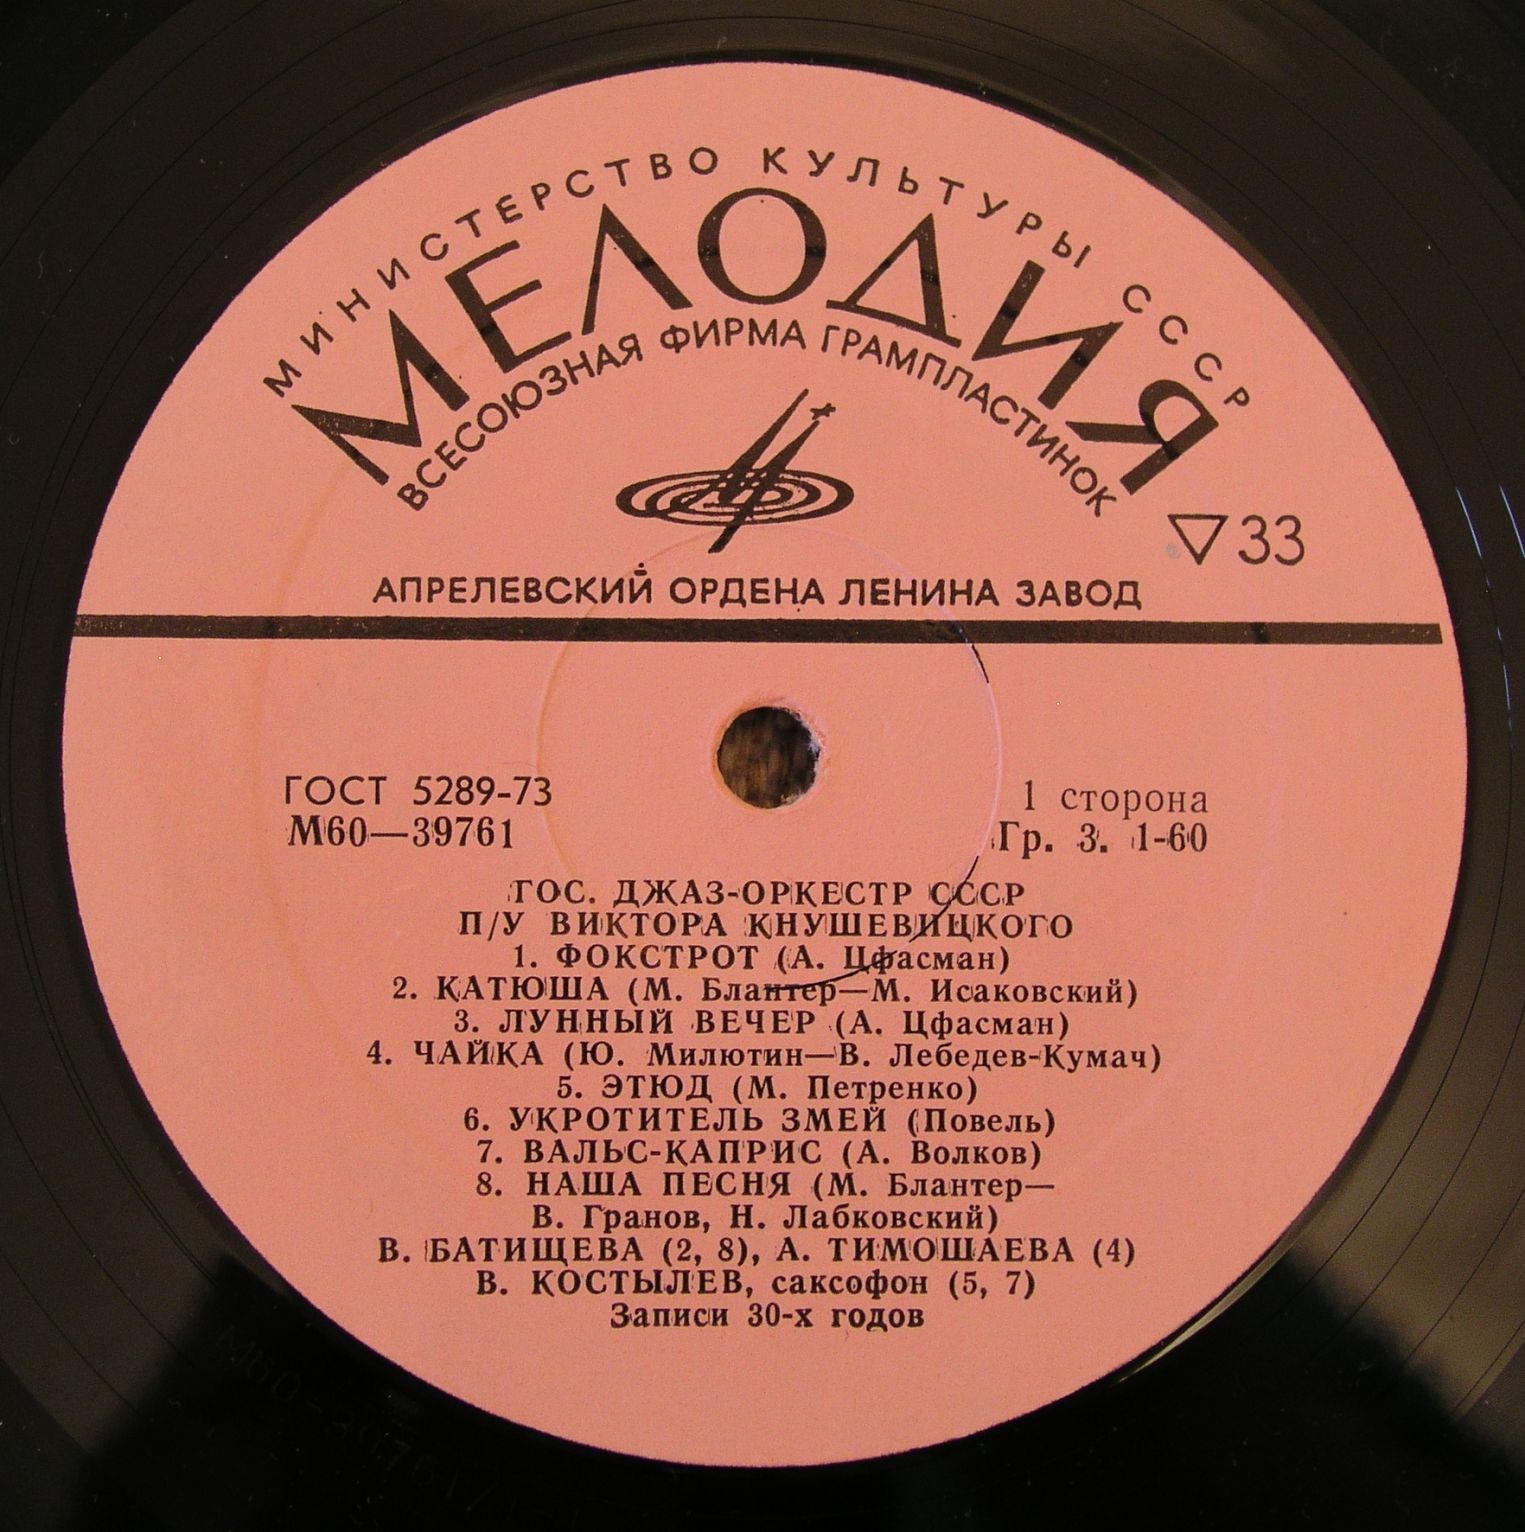 МИНИСТЕРСТВО КУЛЬТУРЫ СССР
МЕЛОДИЯ
ВСЕСОЮЗНАЯ ФИРМА ГРАМПЛАСТИНОК
33
АПРЕЛЕВСКИЙ ОРДЕНА ЛЕНИНА ЗАВОД
ГОСТ 5289-73
1 сторона
М60—39761
Гр. 3. 1-60
ГОС. ДЖАЗ-ОРКЕСТР СССР
П/У ВИКТОРА КНУШЕВИЦКОГО
1. ФОКСТРОТ (А. Цфасман)
2. КАТЮША (М. Блантер—М. Исаковский)
3. ЛУННЫЙ ВЕЧЕР (А. Цфасман)
4. ЧАЙКА (Ю. Милютин—В. Лебедев-Кумач)
5. ЭТЮД (М. Петренко)
6. УКРОТИТЕЛЬ ЗМЕЙ (Повель)
7. ВАЛЬС-КАПРИС (А. Волков)
8. НАША ПЕСНЯ (М. Блантер—
В. Гранов, Н. Лабковский)
В. БАТИЩЕВА (2, 8), А. ТИМОШАЕВА (4)
В. КОСТЫЛЕВ, саксофон (5, 7)
Записи 30-х годов